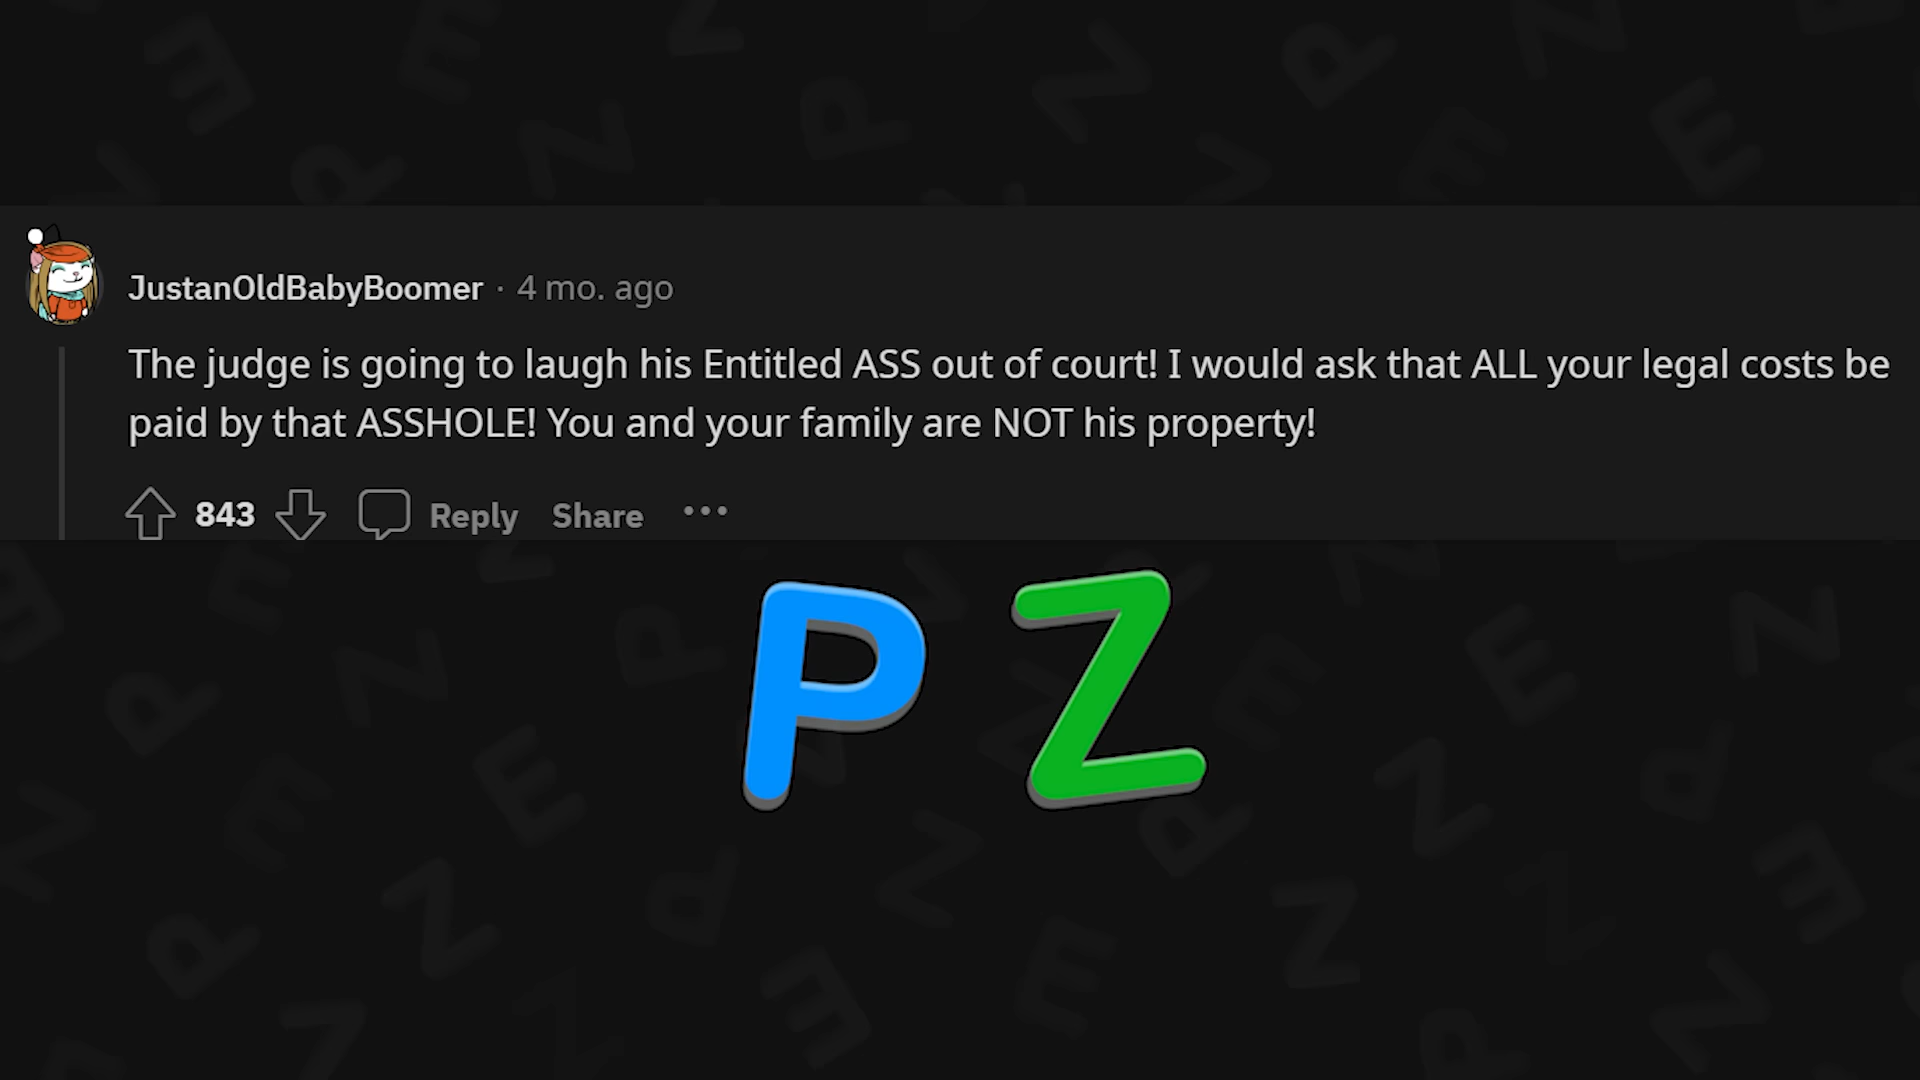 JustanOldBabyBoomer · 4 mo. ago
The judge is going to laugh his Entitled ASS out of court! I would ask that ALL your legal costs be
paid by that ASSHOLE! You and your family are NOT his property!
843 Reply Share ...
P Z